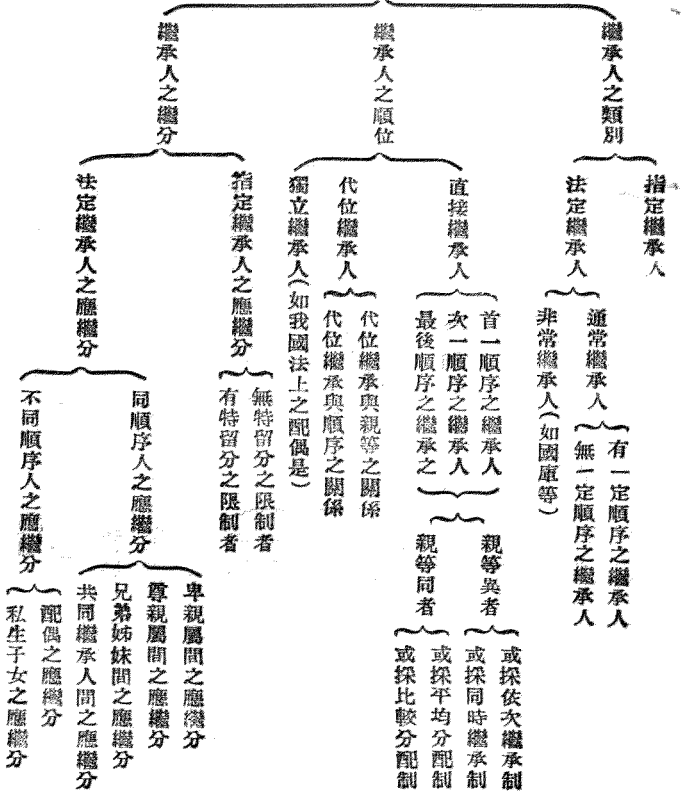 繼承人之類別
指定繼承人
法定繼承人
通常繼承人
有一定順序之繼承人
無一定順序之繼承人
非常繼承人(如國庫等)
繼承人之順位
直接繼承人
首一順序之繼承人
次一順序之繼承人
最後順序之繼承之
親等異者
或採依次繼承制
或採同時繼承制
親等同者
或採平均分配制
或採比較分配制
代位繼承人
代位繼承與親等之關係
代位繼承與順序之關係
獨立繼承人(如我國法上之配偶是)
繼承人之繼分
指定繼承人之應繼分
無特留分之限制者
有特留分之限制者
法定繼承人之應繼分
同順序人之應繼分
卑親屬間之應繼分
尊親屬間之應繼分
兄弟姊妹間之應繼分
共同繼承人間之應繼分
不同順序人之應繼分
配偶之應繼分
私生子女之應繼分